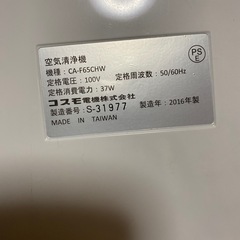 空気清浄機
機種：CA-F65CHW
定格電圧：100V 定格周波数：50/60Hz
定格消費電力：37W
コスモ電機株式会社
製造番号：S-31977 製造年：2016年製
MADE IN TAIWAN
PS
E